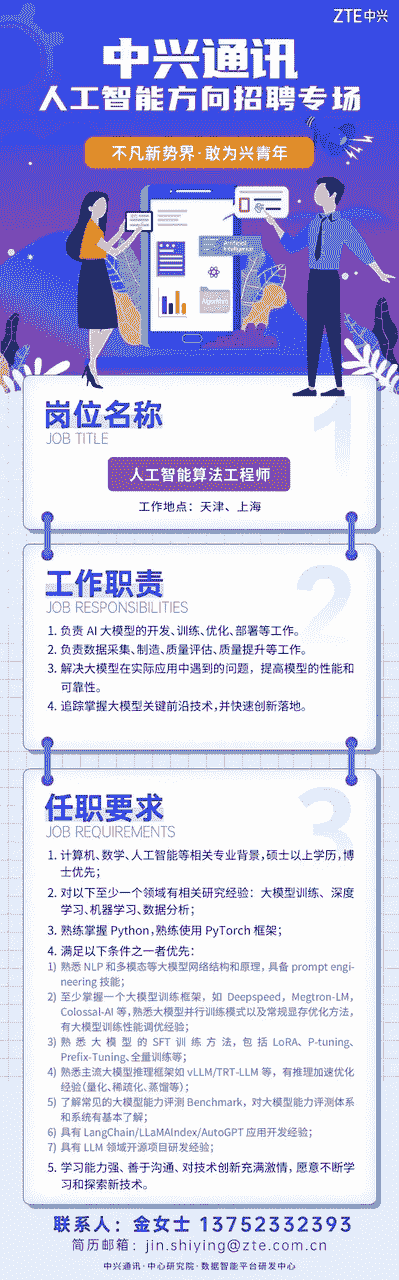 ZTE中兴
中兴通讯
人工智能方向招聘专场
不凡新势界·敢为兴青年
Artificial
Intelligence
Algorithm
岗位名称
JOB TITLE
1
人工智能算法工程师
工作地点：天津、上海
工作职责
JOB RESPONSIBILITIES
2
1. 负责 AI 大模型的开发、训练、优化、部署等工作。
2. 负责数据采集、制造、质量评估、质量提升等工作。
3. 解决大模型在实际应用中遇到的问题，提高模型的性能和
可靠性。
4. 追踪掌握大模型关键前沿技术，并快速创新落地。
任职要求
JOB REQUIREMENTS
3
1. 计算机、数学、人工智能等相关专业背景，硕士以上学历，博
士优先；
2. 对以下至少一个领域有相关研究经验：大模型训练、深度
学习、机器学习、数据分析；
3. 熟练掌握 Python，熟练使用 PyTorch 框架；
4. 满足以下条件之一者优先：
1) 熟悉 NLP 和多模态等大模型网络结构和原理，具备 prompt engi-
neering 技能；
2) 至少掌握一个大模型训练框架，如 Deepspeed，Megtron-LM，
Colossal-AI 等，熟悉大模型并行训练模式以及常规显存优化方法，
有大模型训练性能调优经验；
3) 熟悉大模型的 SFT 训练方法，包括 LoRA、P-tuning、
Prefix-Tuning、全量训练等；
4) 熟悉主流大模型推理框架如 vLLM/TRT-LLM 等，有推理加速优化
经验（量化、稀疏化、蒸馏等）；
5) 了解常见的大模型能力评测 Benchmark，对大模型能力评测体系
和系统有基本了解；
6) 具有 LangChain/LLaMAIndex/AutoGPT 应用开发经验；
7) 具有 LLM 领域开源项目研发经验；
5. 学习能力强、善于沟通、对技术创新充满激情，愿意不断学
习和探索新技术。
联系人：金女士 13752332393
简历邮箱：jin.shiying@zte.com.cn
中兴通讯·中心研究院·数据智能平台研发中心